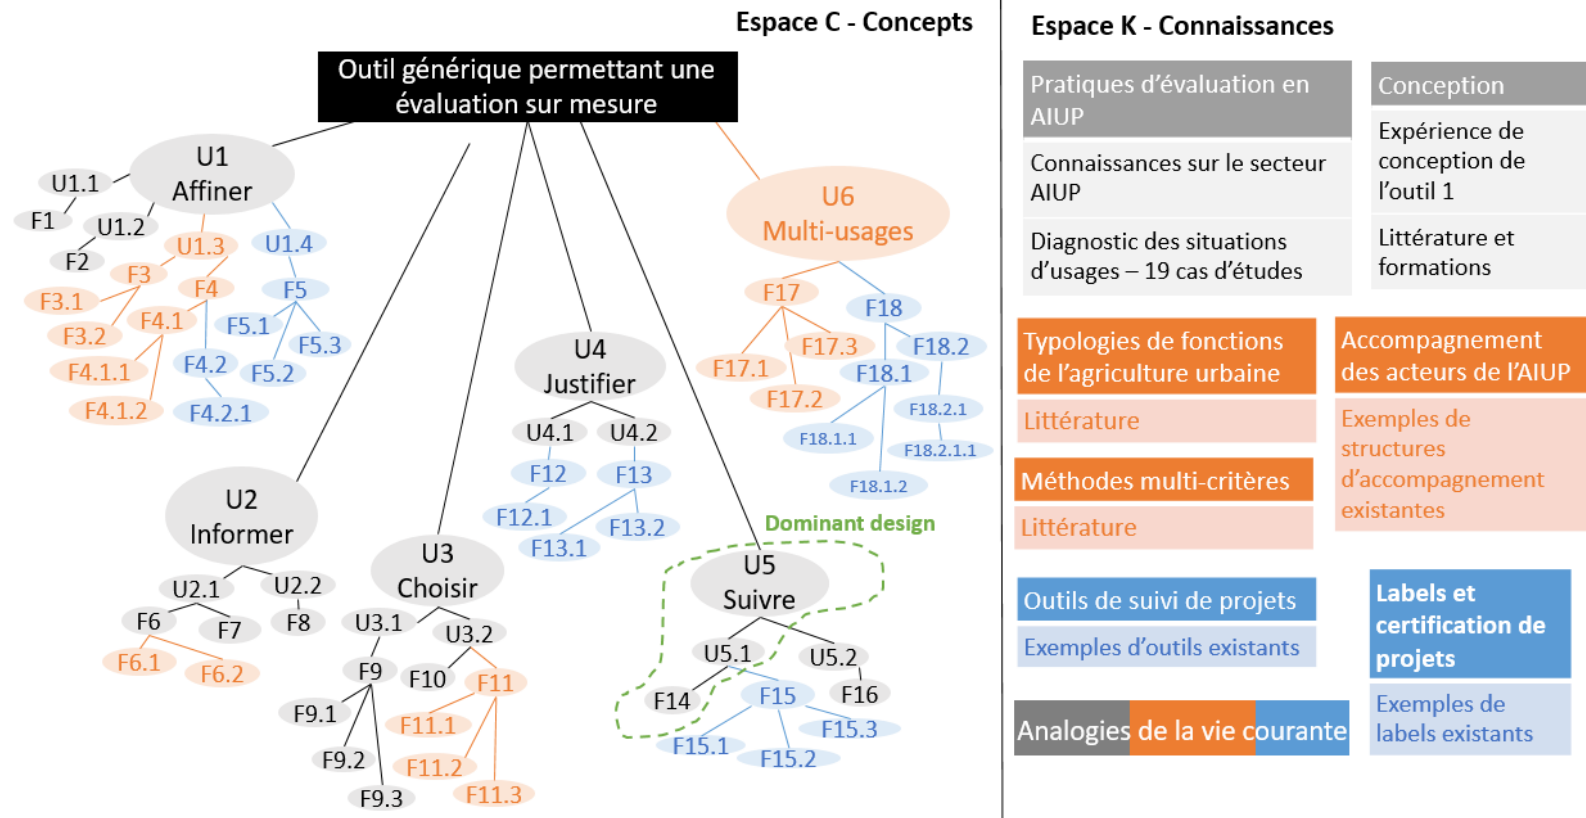 Espace C - Concepts
Outil générique permettant une
évaluation sur mesure
U1
Affiner
U1.1
F1
U1.2
F2
U1.3
U1.4
F3
F3.1
F3.2
F4
F4.1
F4.1.1
F4.1.2
F4.2
F4.2.1
F5
F5.1
F5.2
F5.3
U2
Informer
U2.1
U2.2
F6
F7
F8
F6.1
F6.2
U3
Choisir
U3.1
U3.2
F9
F10
F11
F9.1
F9.2
F9.3
F11.1
F11.2
F11.3
U4
Justifier
U4.1
U4.2
F12
F13
F12.1
F13.1
F13.2
Dominant design
U5
Suivre
U5.1
U5.2
F14
F15
F16
F15.1
F15.2
F15.3
U6
Multi-usages
F17
F18
F17.1
F17.2
F17.3
F18.1
F18.2
F18.1.1
F18.1.2
F18.2.1
F18.2.1.1
Espace K - Connaissances
Pratiques d'évaluation en
AIUP
Connaissances sur le secteur
AIUP
Diagnostic des situations
d'usages – 19 cas d'études
Conception
Expérience de
conception de
l'outil 1
Littérature et
formations
Typologies de fonctions
de l'agriculture urbaine
Littérature
Méthodes multi-critères
Littérature
Accompagnement
des acteurs de l'AIUP
Exemples de
structures
d'accompagnement
existantes
Outils de suivi de projets
Exemples d'outils existants
Labels et
certification de
projets
Exemples de
labels existants
Analogies de la vie courante